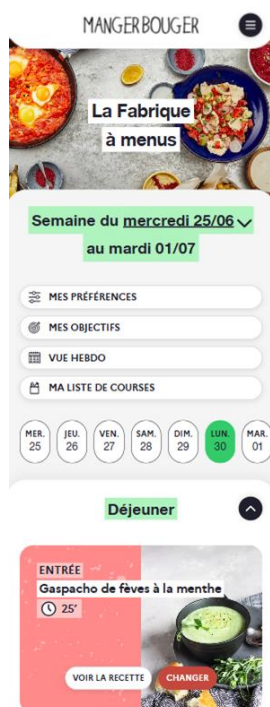 MANGERBOUGER
La Fabrique
à menus
Semaine du mercredi 25/06
au mardi 01/07
MES PRÉFÉRENCES
MES OBJECTIFS
VUE HEBDO
MA LISTE DE COURSES
MER. JEU. VEN. SAM. DIM. LUN. MAR.
25 26 27 28 29 30 01
Déjeuner
ENTRÉE
Gaspacho de fèves à la menthe
25'
VOIR LA RECETTE CHANGER